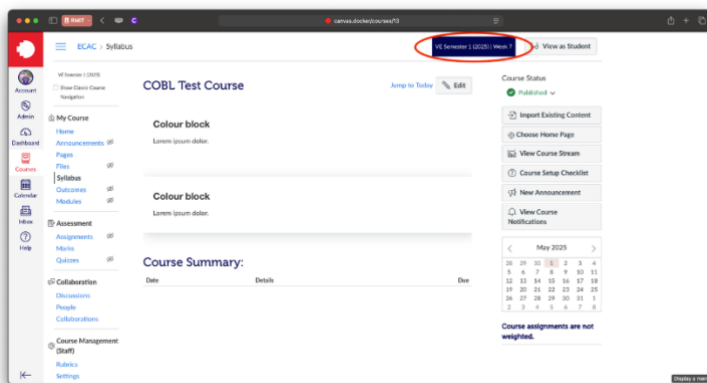 RMIT
canvas.docker/courses/13
ECAC > Syllabus
VE Semester 1 (2025) | Week 7
View as Student
Account
Admin
Dashboard
Courses
Calendar
Inbox
Help
VE Semester 1 (2025)
Show Classic Course
Navigation
My Course
Home
Announcements
Pages
Files
Syllabus
Outcomes
Modules
Assessment
Assignments
Marks
Quizzes
Collaboration
Discussions
People
Collaborations
Course Management
(Staff)
Rubrics
Settings
COBL Test Course
Jump to Today
Edit
Colour block
Lorem ipsum dolor.
Colour block
Lorem ipsum dolor.
Course Summary:
Date Details Due
Course Status
Published
Import Existing Content
Choose Home Page
View Course Stream
Course Setup Checklist
New Announcement
View Course
Notifications
May 2025
28 29 30 1 2 3 4
5 6 7 8 9 10 11
12 13 14 15 16 17 18
19 20 21 22 23 24 25
26 27 28 29 30 31 1
2 3 4 5 6 7 8
Course assignments are not
weighted.
Display a